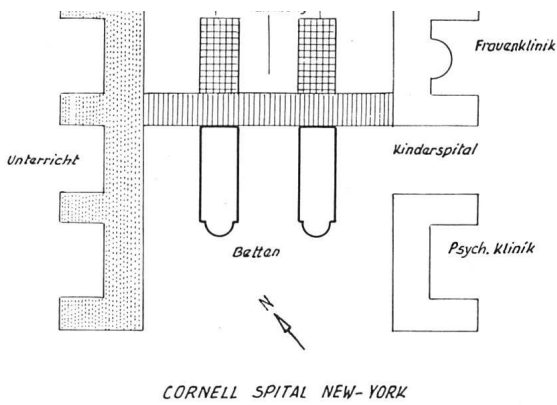 Frauenklinik
Unterricht
Kinderspital
Betten
Psych. Klinik
N
CORNELL SPITAL NEW-YORK